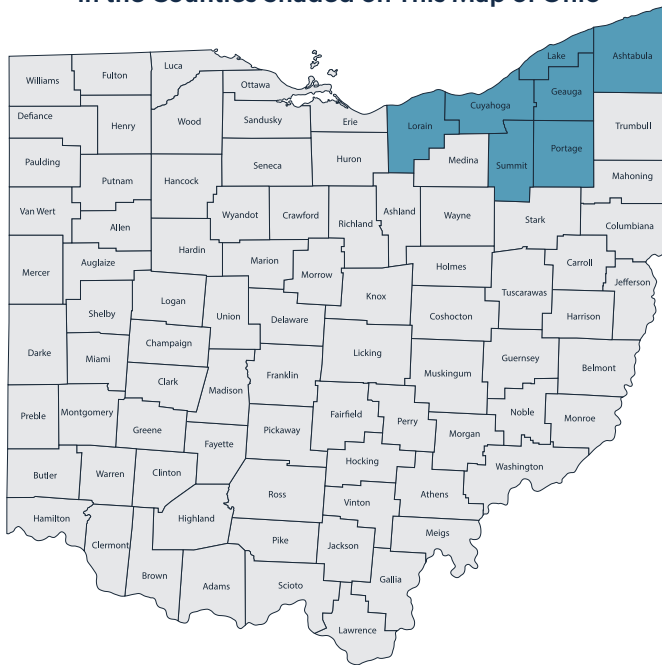 in the Counties Shaded on This Map of Ohio
Lake
Ashtabula
Luca
Fulton
Williams
Ottawa
Geauga
Cuyahoga
Defiance
Henry
Wood
Sandusky
Erie
Lorain
Trumbull
Paulding
Seneca
Huron
Medina
Summit
Portage
Mahoning
Putnam
Hancock
Van Wert
Allen
Wyandot
Crawford
Richland
Ashland
Wayne
Stark
Columbiana
Hardin
Mercer
Auglaize
Marion
Morrow
Holmes
Carroll
Jefferson
Logan
Knox
Tuscarawas
Shelby
Union
Delaware
Coshocton
Harrison
Champaign
Darke
Miami
Licking
Guernsey
Belmont
Clark
Madison
Franklin
Muskingum
Preble
Montgomery
Fairfield
Perry
Noble
Monroe
Greene
Fayette
Pickaway
Morgan
Hocking
Washington
Butler
Warren
Clinton
Ross
Vinton
Athens
Hamilton
Highland
Clermont
Pike
Jackson
Meigs
Brown
Adams
Scioto
Gallia
Lawrence